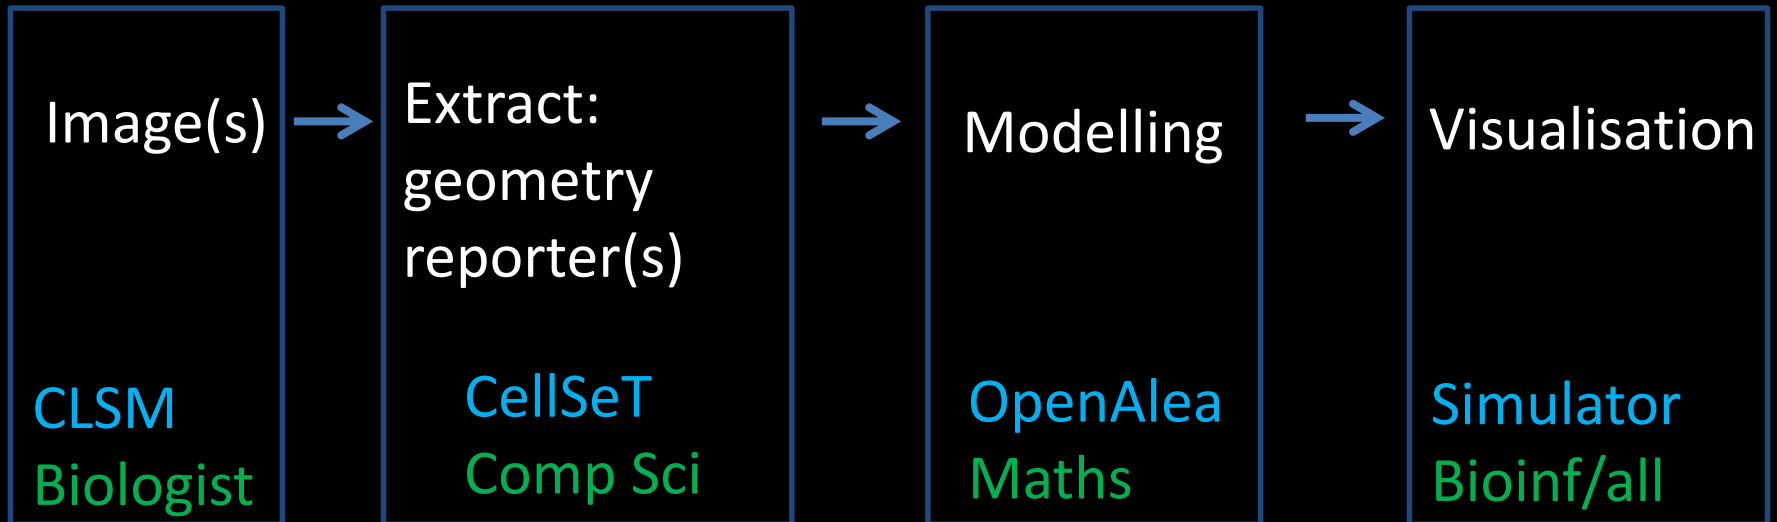 Image(s)
CLSM
Biologist
Extract:
geometry
reporter(s)
CellSeT
Comp Sci
Modelling
OpenAlea
Maths
Visualisation
Simulator
Bioinf/all